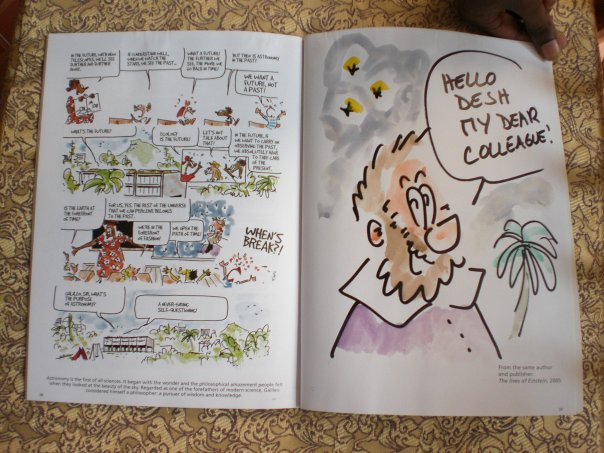 IN THE FUTURE, WITH NEW
TELESCOPES, WE'LL SEE
FURTHER AND FURTHER
AWAY.
IF I UNDERSTAND WELL,
WHEN WE WATCH THE
STARS, WE SEE THE PAST...
WHAT A FUTURE!
THE FURTHER WE
SEE, THE MORE WE
GO BACK IN TIME!
BUT THEN IS ASTRONOMY
IN THE PAST?
WE WANT A
FUTURE, NOT
A PAST!
WHAT'S THE FUTURE?
IS THE FUTURE?
LET'S NOT
TALK ABOUT
THAT!
IN THE FUTURE, IF
WE WANT TO CARRY ON
OBSERVING THE PAST,
WE ABSOLUTELY HAVE
TO TAKE CARE
OF THE
PRESENT.
IS THE EARTH AT
THE FOREFRONT
OF TIME?
FOR US, YES. THE REST OF THE UNIVERSE
THAT WE CAN PERCEIVE BELONGS
TO THE PAST.
WE'RE IN THE
FOREFRONT
OF FASHION!
WE OPEN THE
PATH OF TIME!
WHEN'S
BREAK?!
GALILEO, SIR, WHAT'S
THE PURPOSE
OF ASTRONOMY?
A NEVER-ENDING
SELF-QUESTIONING!
Astronomy is the first of all sciences. It began with the wonder and the philosophical amazement people felt
when they looked at the beauty of the sky. Regarded as one of the forefathers of modern science, Galileo
considered himself a philosopher: a pursuer of wisdom and knowledge.
HELLO
DESH
MY DEAR
COLLEAGUE!
From the same author
and publisher:
The lives of Einstein, 2005